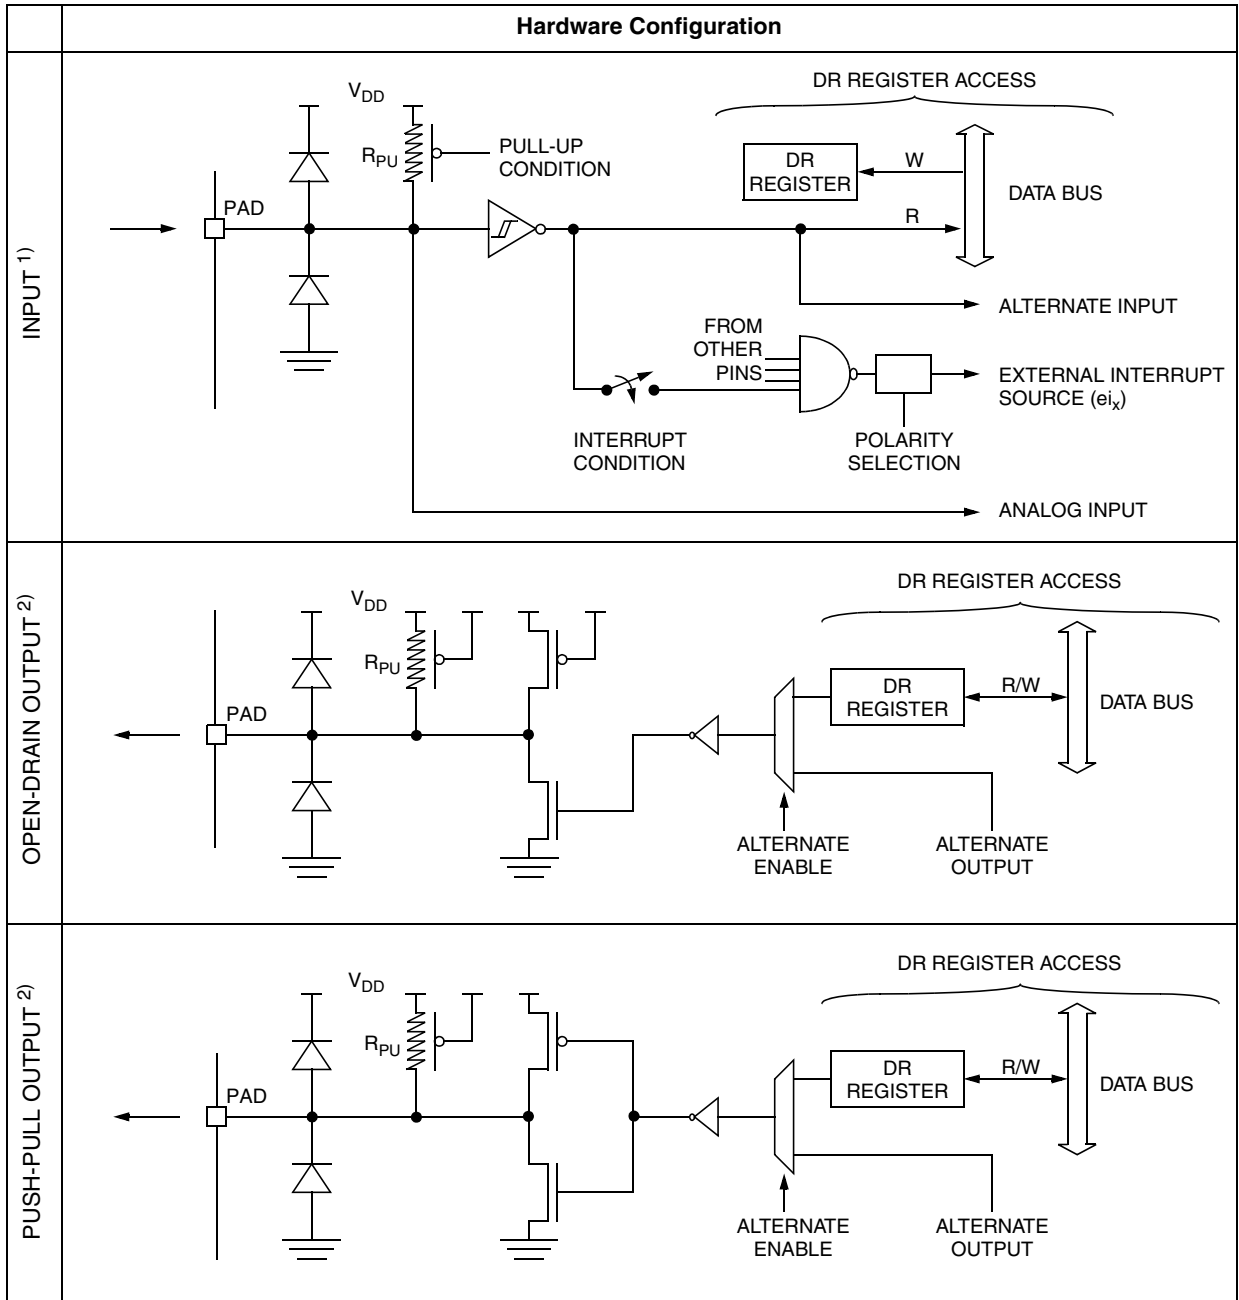 Hardware Configuration
INPUT 1)
DR REGISTER ACCESS
VDD
RPU
PULL-UP
CONDITION
DR
REGISTER
W
DATA BUS
PAD
R
ALTERNATE INPUT
FROM
OTHER
PINS
EXTERNAL INTERRUPT
SOURCE (eix)
INTERRUPT
CONDITION
POLARITY
SELECTION
ANALOG INPUT
OPEN-DRAIN OUTPUT 2)
DR REGISTER ACCESS
VDD
RPU
DR
REGISTER
R/W
DATA BUS
PAD
ALTERNATE
ENABLE
ALTERNATE
OUTPUT
PUSH-PULL OUTPUT 2)
DR REGISTER ACCESS
VDD
RPU
DR
REGISTER
R/W
DATA BUS
PAD
ALTERNATE
ENABLE
ALTERNATE
OUTPUT